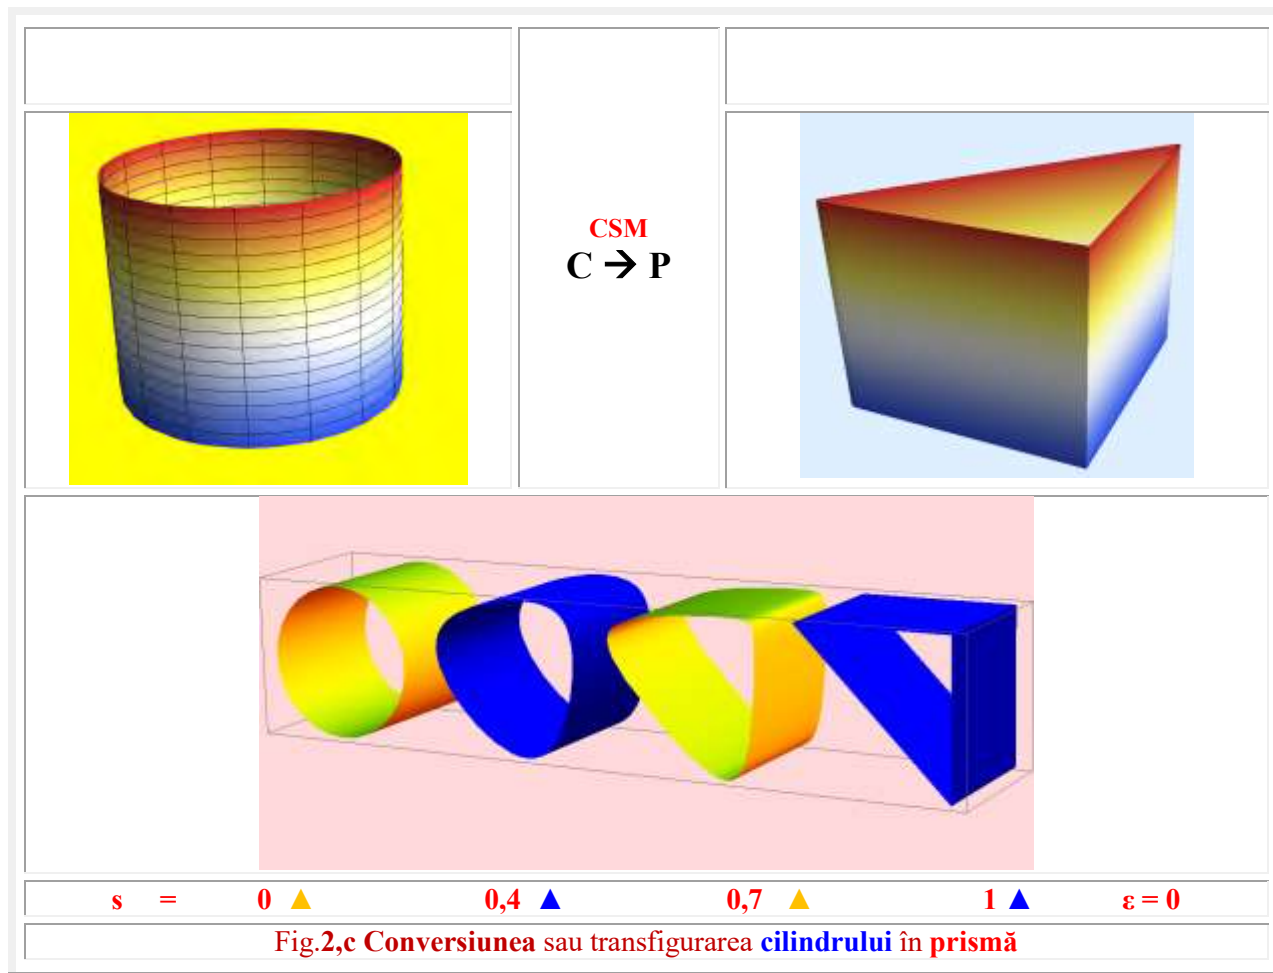 CSM
C → P
s = 0 ▲ 0,4 ▲ 0,7 ▲ 1 ▲ ε = 0
Fig.2,c Conversiunea sau transfigurarea cilindrului în prismă